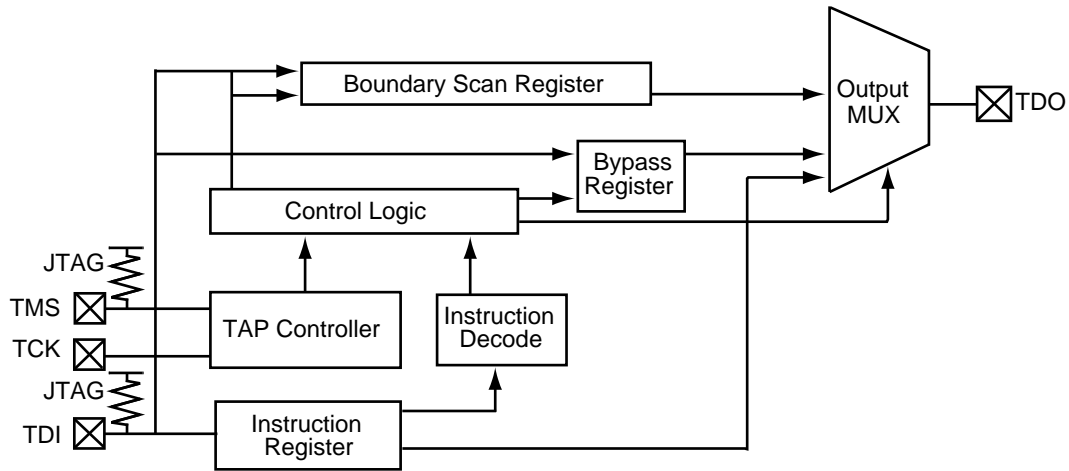 Boundary Scan Register
Output
MUX
TDO
Bypass
Register
Control Logic
JTAG
TMS
TAP Controller
Instruction
Decode
TCK
JTAG
TDI
Instruction
Register